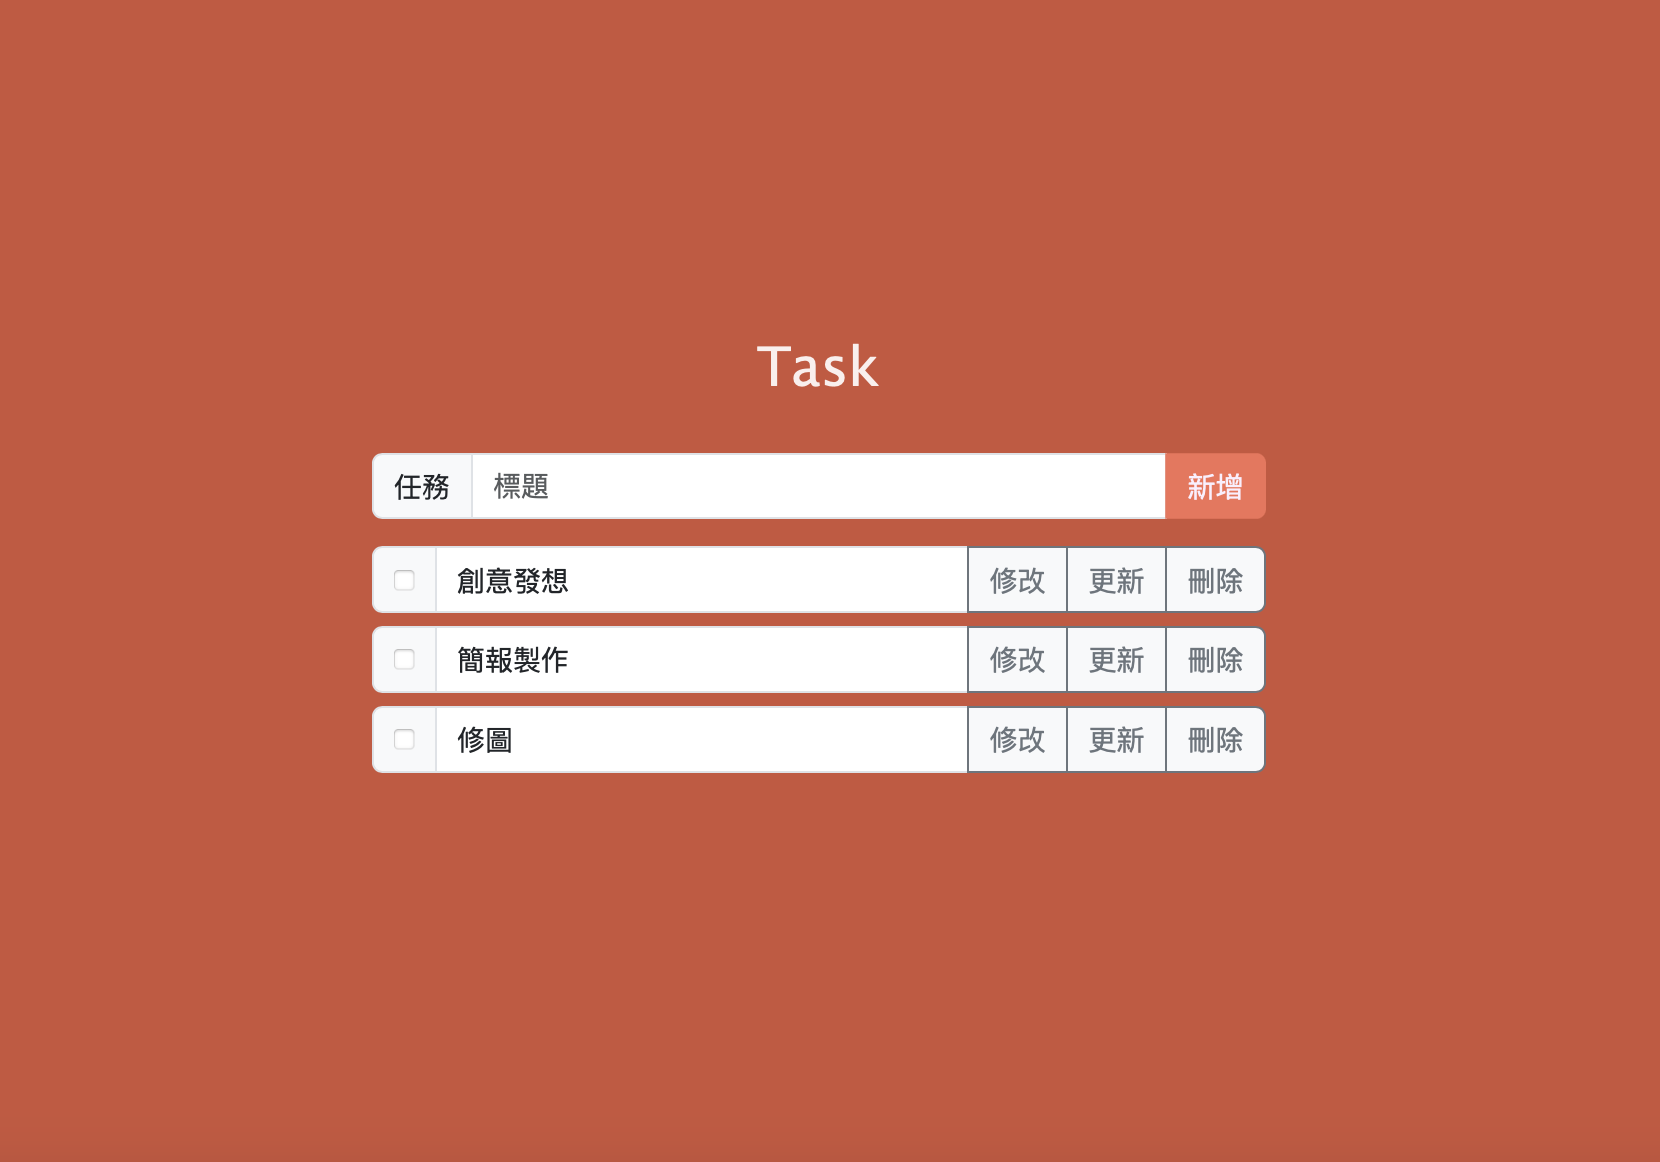 Task
任務 標題 新增
創意發想 修改 更新 刪除
簡報製作 修改 更新 刪除
修圖 修改 更新 刪除